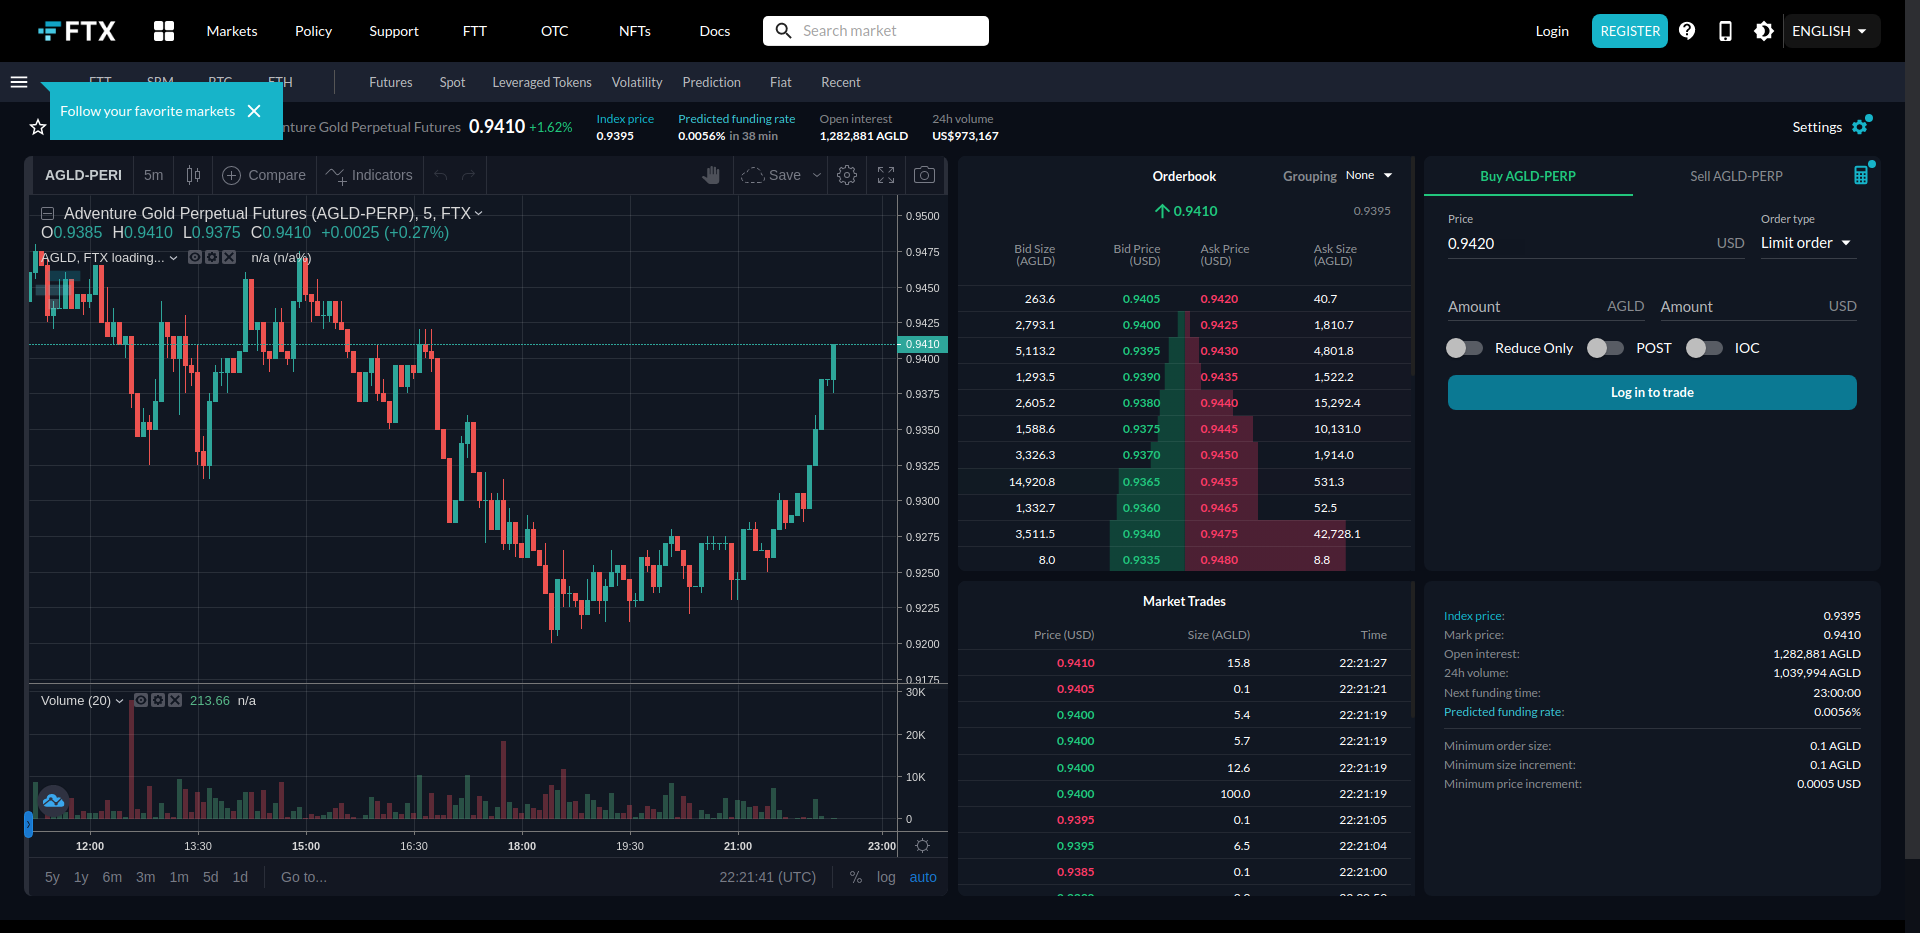 FTX
Markets
Policy
Support
FTT
OTC
NFTs
Docs
Search market
Login
REGISTER
ENGLISH
Futures
Spot
Leveraged Tokens
Volatility
Prediction
Fiat
Recent
Follow your favorite markets
nture Gold Perpetual Futures
0.9410 +1.62%
Index price
0.9395
Predicted funding rate
0.0056% in 38 min
Open interest
1,282,881 AGLD
24h volume
US$973,167
Settings
AGLD-PERI
5m
Compare
Indicators
Save
Adventure Gold Perpetual Futures (AGLD-PERP), 5, FTX
O0.9385 H0.9410 L0.9375 C0.9410 +0.0025 (+0.27%)
AGLD, FTX loading...
n/a (n/a%)
0.9500
0.9475
0.9450
0.9425
0.9410
0.9400
0.9375
0.9350
0.9325
0.9300
0.9275
0.9250
0.9225
0.9200
0.9175
Volume (20)
213.66 n/a
30K
20K
10K
0
12:00 13:30 15:00 16:30 18:00 19:30 21:00 23:00
5y 1y 6m 3m 1m 5d 1d Go to...
22:21:41 (UTC) % log auto
Orderbook
Grouping None
0.9410
0.9395
Bid Size (AGLD) Bid Price (USD) Ask Price (USD) Ask Size (AGLD)
263.6 0.9405 0.9420 40.7
2,793.1 0.9400 0.9425 1,810.7
5,113.2 0.9395 0.9430 4,801.8
1,293.5 0.9390 0.9435 1,522.2
2,605.2 0.9380 0.9440 15,292.4
1,588.6 0.9375 0.9445 10,131.0
3,326.3 0.9370 0.9450 1,914.0
14,920.8 0.9365 0.9455 531.3
1,332.7 0.9360 0.9465 52.5
3,511.5 0.9340 0.9475 42,728.1
8.0 0.9335 0.9480 8.8
Market Trades
Price (USD) Size (AGLD) Time
0.9410 15.8 22:21:27
0.9405 0.1 22:21:21
0.9400 5.4 22:21:19
0.9400 5.7 22:21:19
0.9400 12.6 22:21:19
0.9400 100.0 22:21:19
0.9395 0.1 22:21:05
0.9395 6.5 22:21:04
0.9385 0.1 22:21:00
Buy AGLD-PERP
Sell AGLD-PERP
Price
Order type
0.9420 USD
Limit order
Amount AGLD
Amount USD
Reduce Only
POST
IOC
Log in to trade
Index price: 0.9395
Mark price: 0.9410
Open interest: 1,282,881 AGLD
24h volume: 1,039,994 AGLD
Next funding time: 23:00:00
Predicted funding rate: 0.0056%
Minimum order size: 0.1 AGLD
Minimum size increment: 0.1 AGLD
Minimum price increment: 0.0005 USD